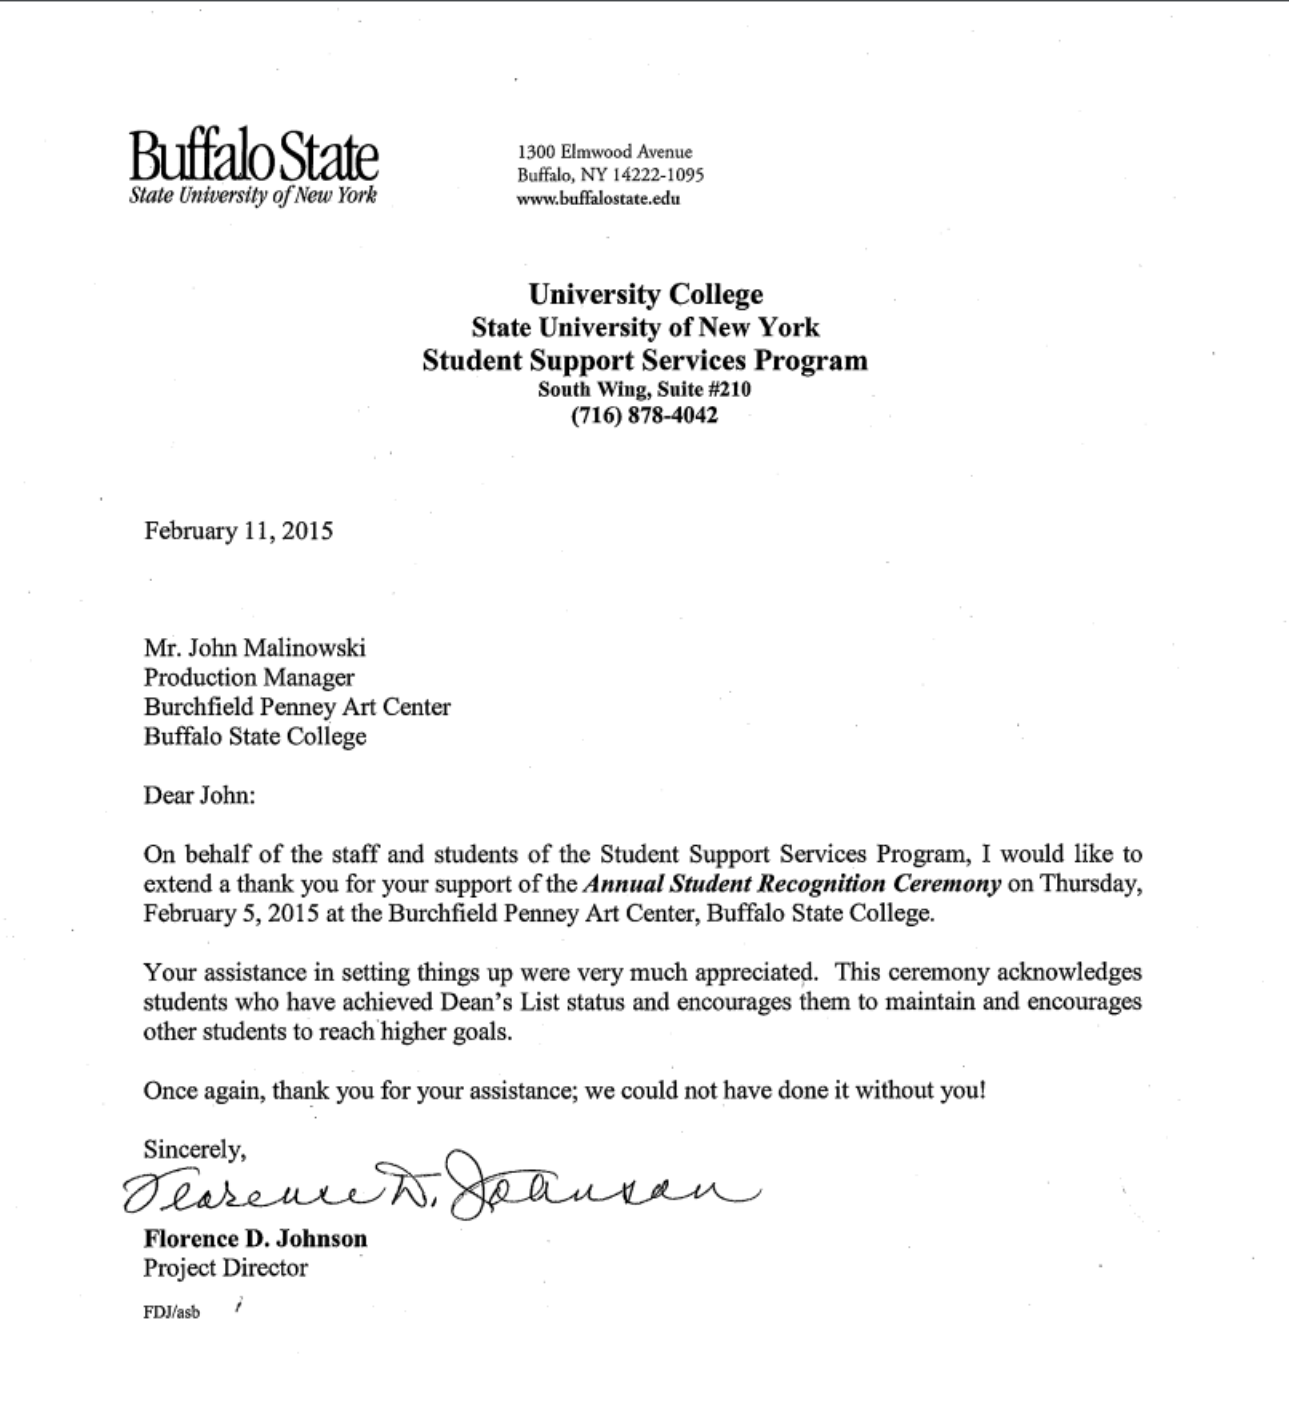 Buffalo State
State University of New York
1300 Elmwood Avenue
Buffalo, NY 14222-1095
www.buffalostate.edu
University College
State University of New York
Student Support Services Program
South Wing, Suite #210
(716) 878-4042
February 11, 2015
Mr. John Malinowski
Production Manager
Burchfield Penney Art Center
Buffalo State College
Dear John:
On behalf of the staff and students of the Student Support Services Program, I would like to
extend a thank you for your support of the Annual Student Recognition Ceremony on Thursday,
February 5, 2015 at the Burchfield Penney Art Center, Buffalo State College.
Your assistance in setting things up were very much appreciated. This ceremony acknowledges
students who have achieved Dean's List status and encourages them to maintain and encourages
other students to reach higher goals.
Once again, thank you for your assistance; we could not have done it without you!
Sincerely,
Florence D. Johnson
Florence D. Johnson
Project Director
FDJ/asb